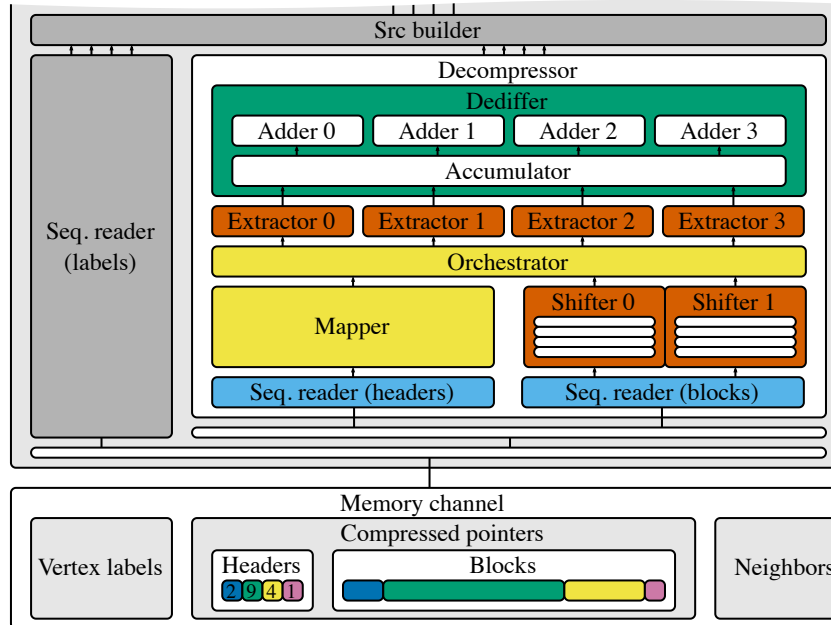 Src builder
Decompressor
Dediffer
Adder 0 Adder 1 Adder 2 Adder 3
Accumulator
Extractor 0 Extractor 1 Extractor 2 Extractor 3
Seq. reader
(labels)
Orchestrator
Mapper
Shifter 0 Shifter 1
Seq. reader (headers) Seq. reader (blocks)
Memory channel
Compressed pointers
Vertex labels
Headers
2 9 4 1
Blocks
Neighbors